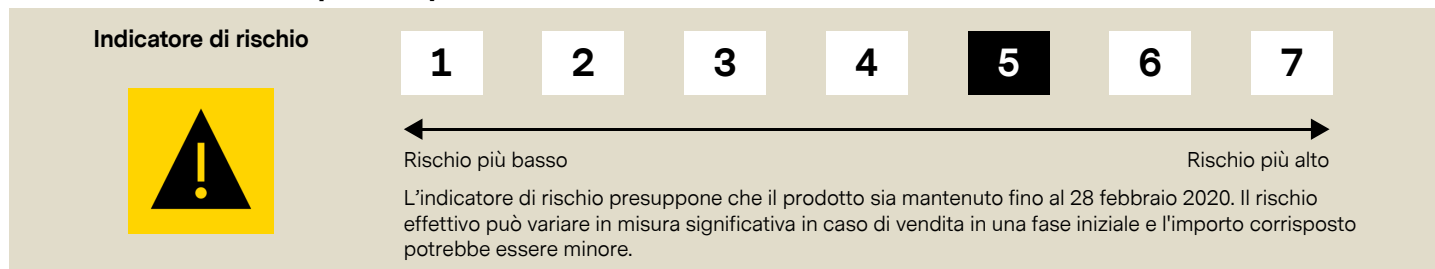 Indicatore di rischio
1 2 3 4 5 6 7
Rischio più basso Rischio più alto
L'indicatore di rischio presuppone che il prodotto sia mantenuto fino al 28 febbraio 2020. Il rischio
effettivo può variare in misura significativa in caso di vendita in una fase iniziale e l'importo corrisposto
potrebbe essere minore.